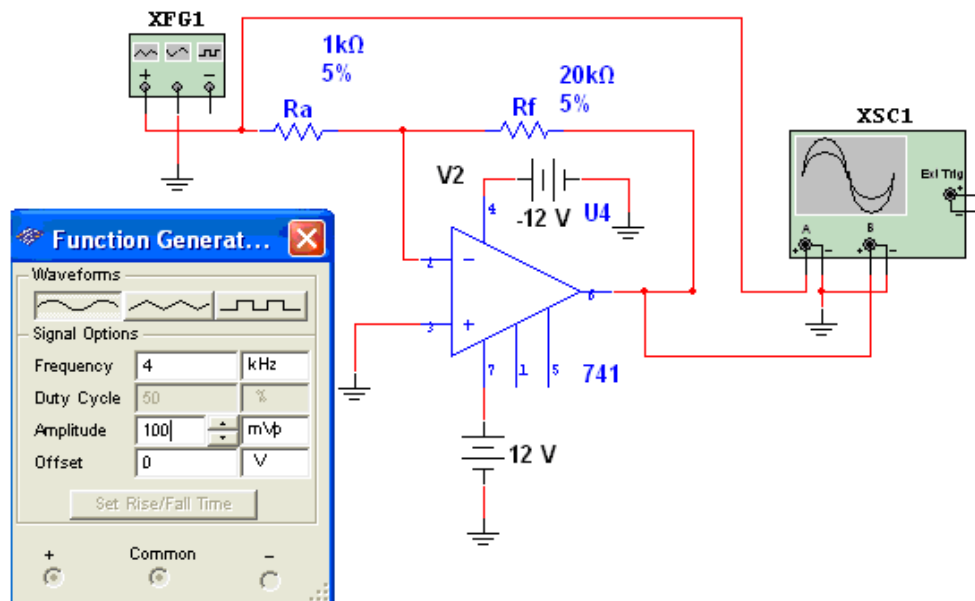 XFG1
+
−
1kΩ
5%
Ra
20kΩ
5%
Rf
XSC1
Ext Trig
+
A
B
+
−
+
−
V2
-12 V
U4
4
2
−
3
+
6
7
1
5
741
12 V
Function Generat...
Waveforms
Signal Options
Frequency
4
kHz
Duty Cycle
50
%
Amplitude
100
mVp
Offset
0
V
Set Rise/Fall Time
+
Common
−